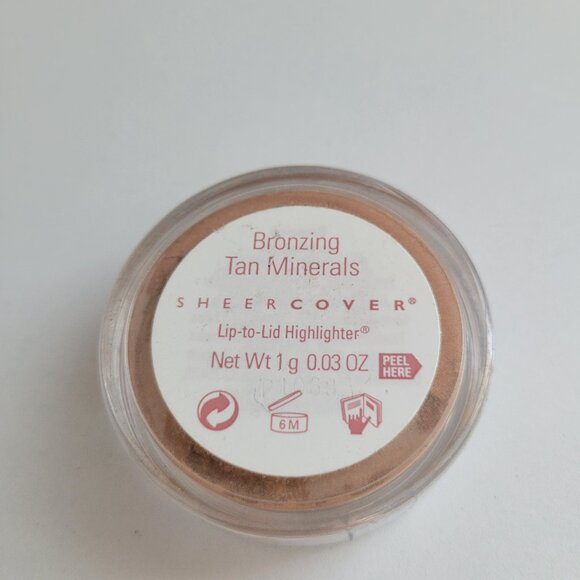 Bronzing
Tan Minerals
SHEERCOVER®
Lip-to-Lid Highlighter®
Net Wt 1 g 0.03 OZ
PEEL
HERE
6M